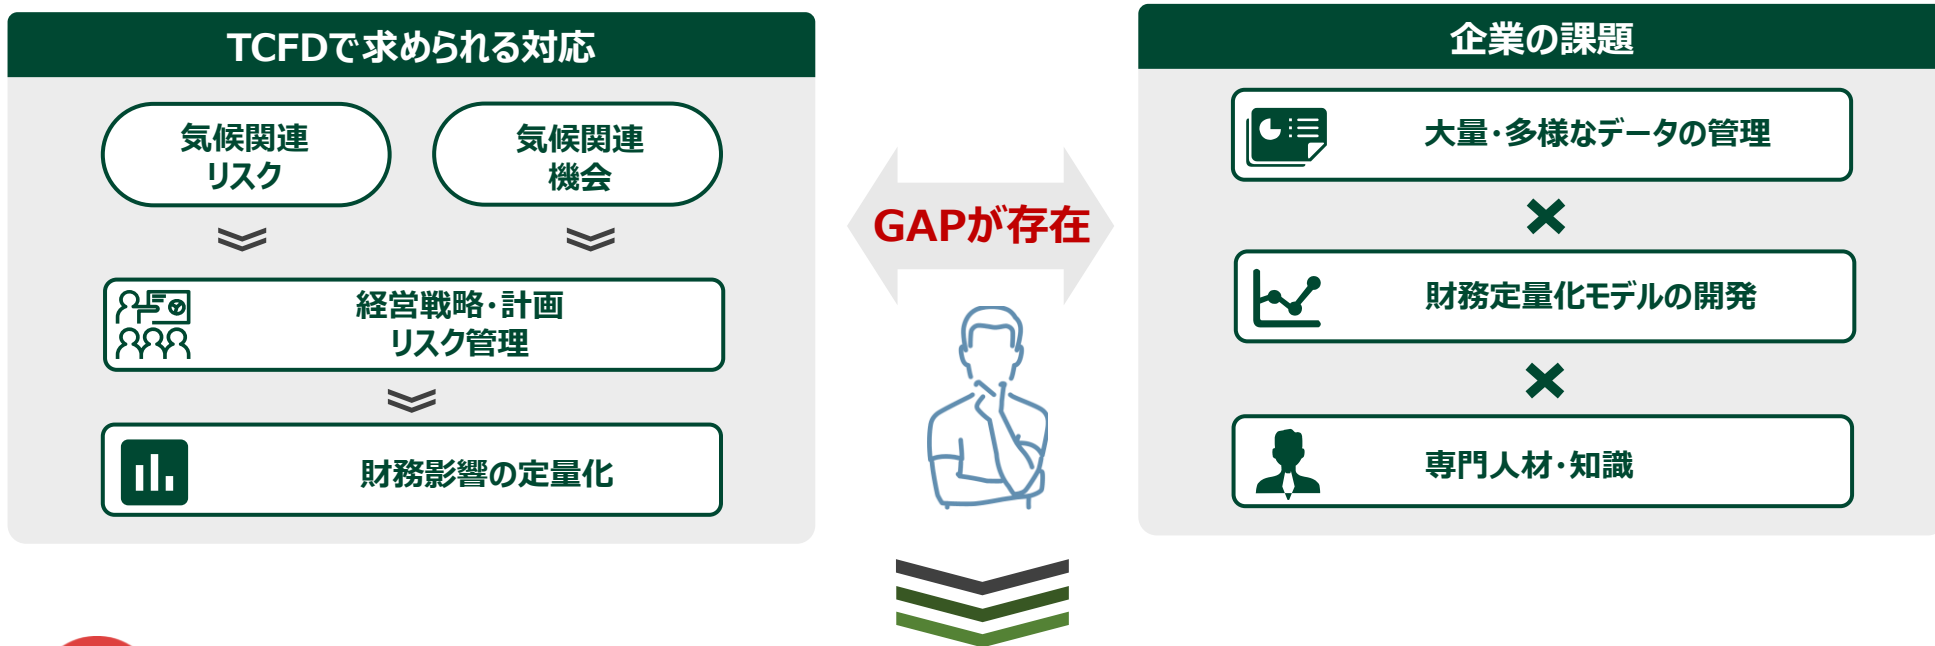 TCFDで求められる対応
気候関連
リスク
気候関連
機会
経営戦略・計画
リスク管理
財務影響の定量化
GAPが存在
企業の課題
大量・多様なデータの管理
財務定量化モデルの開発
専門人材・知識